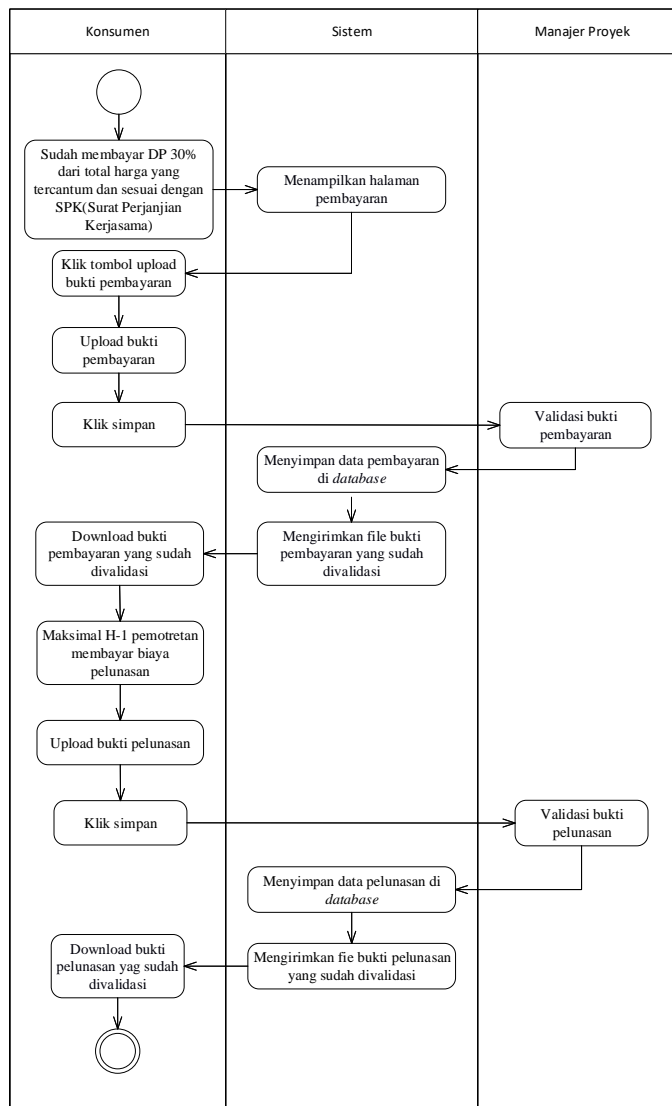 Konsumen
Sistem
Manajer Proyek
Sudah membayar DP 30%
dari total harga yang
tercantum dan sesuai dengan
SPK(Surat Perjanjian
Kerjasama)
Menampilkan halaman
pembayaran
Klik tombol upload
bukti pembayaran
Upload bukti
pembayaran
Klik simpan
Validasi bukti
pembayaran
Menyimpan data pembayaran
di database
Mengirimkan file bukti
pembayaran yang sudah
divalidasi
Download bukti
pembayaran yang sudah
divalidasi
Maksimal H-1 pemotretan
membayar biaya
pelunasan
Upload bukti pelunasan
Klik simpan
Validasi bukti
pelunasan
Menyimpan data pelunasan di
database
Mengirimkan fie bukti pelunasan
yang sudah divalidasi
Download bukti
pelunasan yag sudah
divalidasi